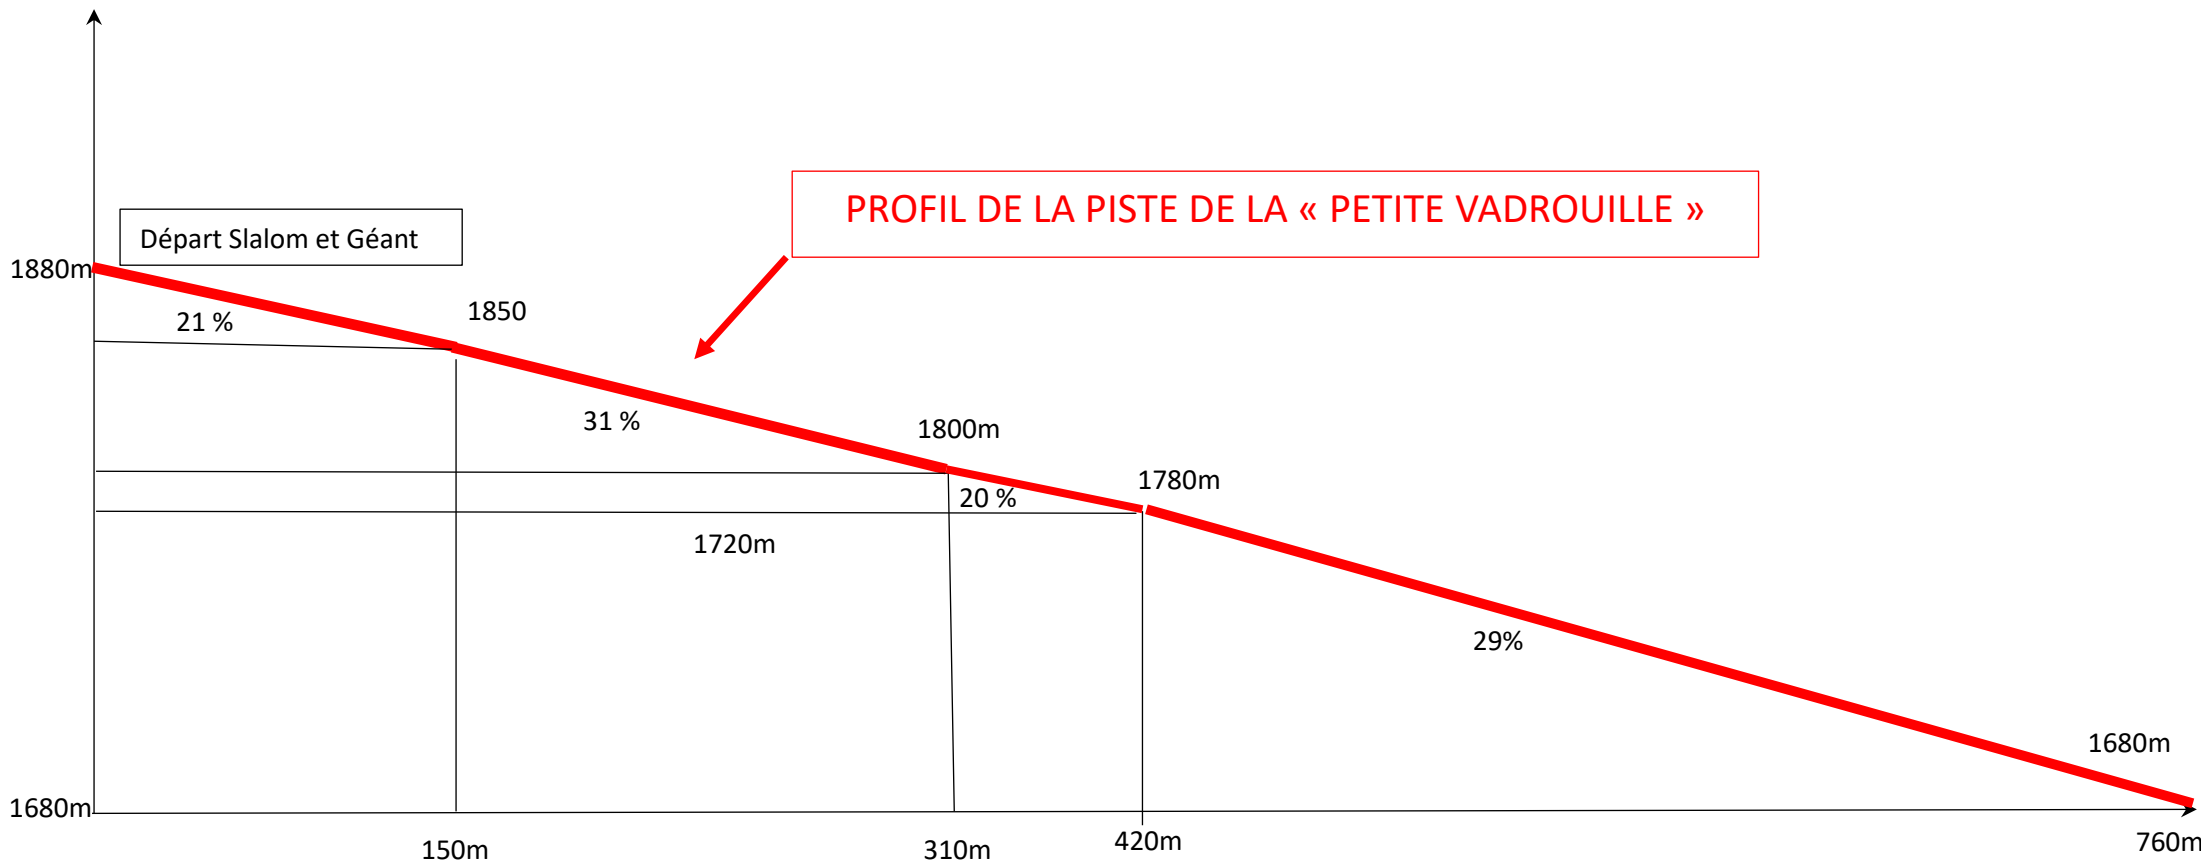 PROFIL DE LA PISTE DE LA « PETITE VADROUILLE »
Départ Slalom et Géant
1880m
21 %
1850
31 %
1800m
20 %
1780m
1720m
29%
1680m
1680m
150m
310m
420m
760m